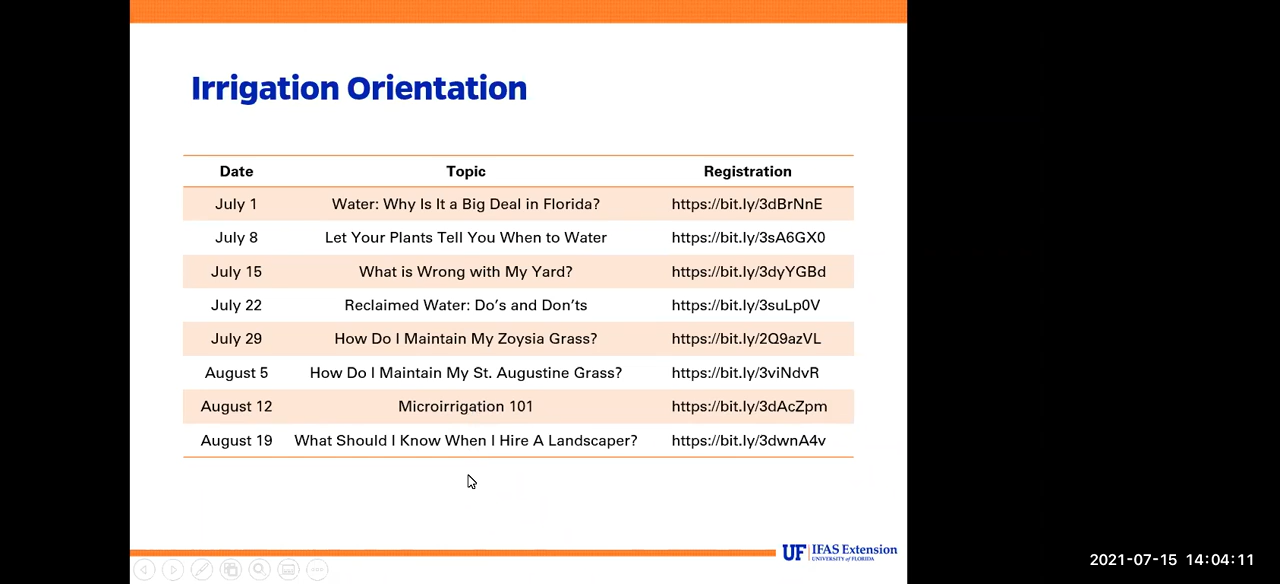 Irrigation Orientation
Date Topic Registration
July 1 Water: Why Is It a Big Deal in Florida? https://bit.ly/3dBrNnE
July 8 Let Your Plants Tell You When to Water https://bit.ly/3sA6GX0
July 15 What is Wrong with My Yard? https://bit.ly/3dyYGBd
July 22 Reclaimed Water: Do's and Don'ts https://bit.ly/3suLp0V
July 29 How Do I Maintain My Zoysia Grass? https://bit.ly/2Q9azVL
August 5 How Do I Maintain My St. Augustine Grass? https://bit.ly/3viNdvR
August 12 Microirrigation 101 https://bit.ly/3dAcZpm
August 19 What Should I Know When I Hire A Landscaper? https://bit.ly/3dwnA4v
UF IFAS Extension
UNIVERSITY of FLORIDA
2021-07-15 14:04:11